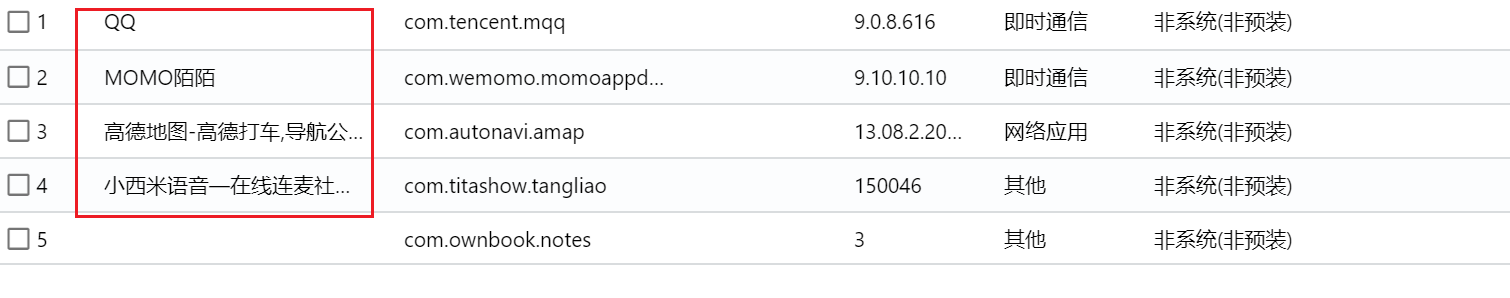 1 QQ com.tencent.mqq 9.0.8.616 即时通信 非系统(非预装)
2 MOMO陌陌 com.wemomo.momoappd... 9.10.10.10 即时通信 非系统(非预装)
3 高德地图-高德打车,导航公... com.autonavi.amap 13.08.2.20... 网络应用 非系统(非预装)
4 小西米语音—在线连麦社... com.titashow.tangliao 150046 其他 非系统(非预装)
5 com.ownbook.notes 3 其他 非系统(非预装)